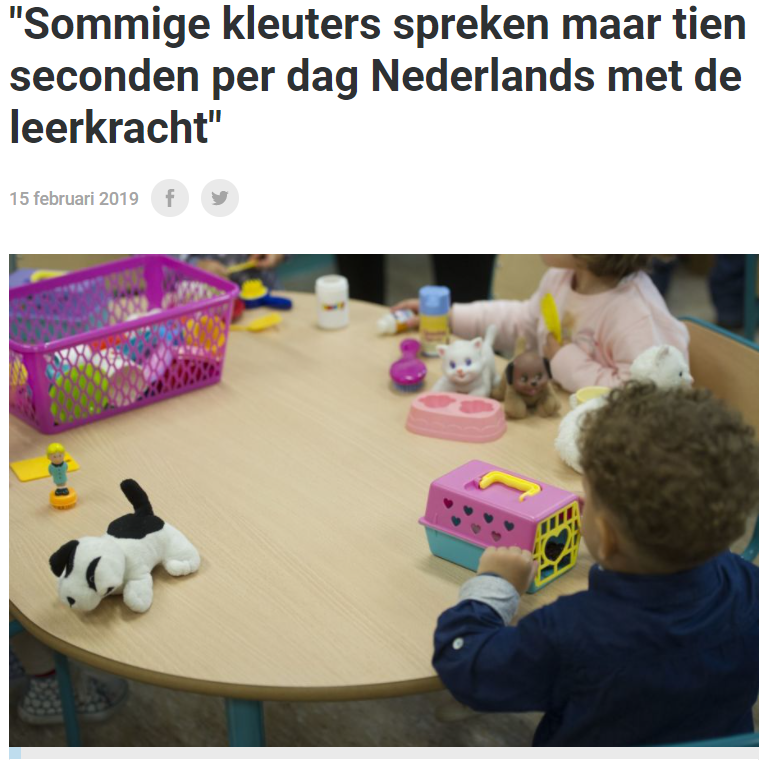 "Sommige kleuters spreken maar tien
seconden per dag Nederlands met de
leerkracht"
15 februari 2019